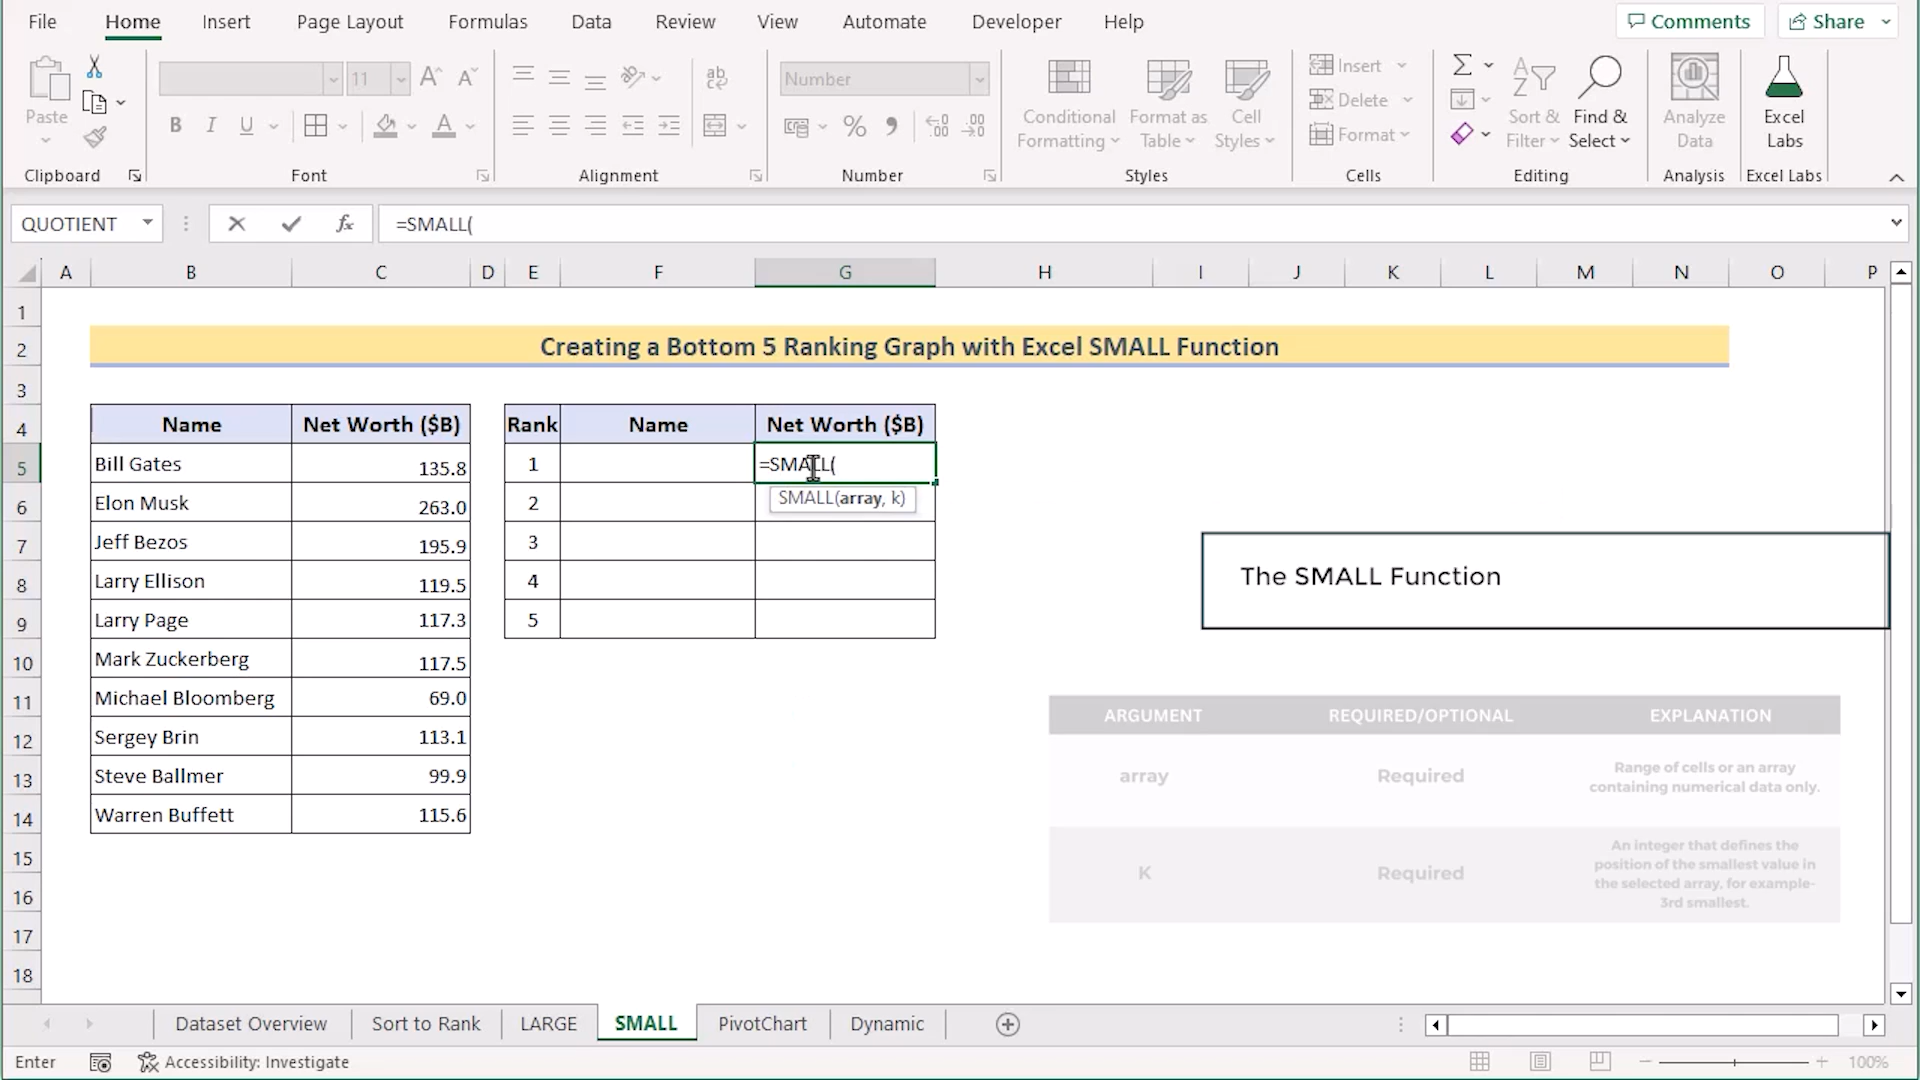 File Home Insert Page Layout Formulas Data Review View Automate Developer Help Comments Share
Paste 11 A A ab Number Conditional Formatting Format as Table Cell Styles Insert Delete Format Sort & Filter Find & Select Analyze Data Excel Labs
B I U A % 9
Clipboard Font Alignment Number Styles Cells Editing Analysis Excel Labs
QUOTIENT fx =SMALL(
A B C D E F G H I J K L M N O P
1
2 Creating a Bottom 5 Ranking Graph with Excel SMALL Function
3
4 Name Net Worth ($B) Rank Name Net Worth ($B)
5 Bill Gates 135.8 1 =SMALL(
6 Elon Musk 263.0 2 SMALL(array, k)
7 Jeff Bezos 195.9 3
8 Larry Ellison 119.5 4
The SMALL Function
9 Larry Page 117.3 5
10 Mark Zuckerberg 117.5
11 Michael Bloomberg 69.0
ARGUMENT REQUIRED/OPTIONAL EXPLANATION
12 Sergey Brin 113.1
13 Steve Ballmer 99.9
array Required Range of cells or an array
containing numerical data only.
14 Warren Buffett 115.6
15
K Required An integer that defines the
position of the smallest value in
the selected array, for example-
3rd smallest.
16
17
18
Dataset Overview Sort to Rank LARGE SMALL PivotChart Dynamic
Enter Accessibility: Investigate 100%